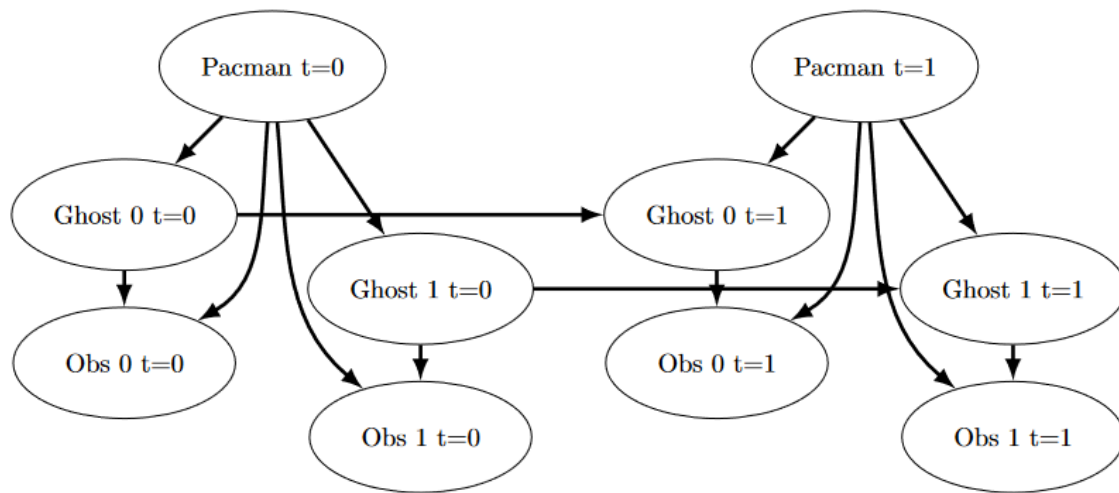 Pacman t=0
Pacman t=1
Ghost 0 t=0
Ghost 0 t=1
Ghost 1 t=0
Ghost 1 t=1
Obs 0 t=0
Obs 0 t=1
Obs 1 t=0
Obs 1 t=1